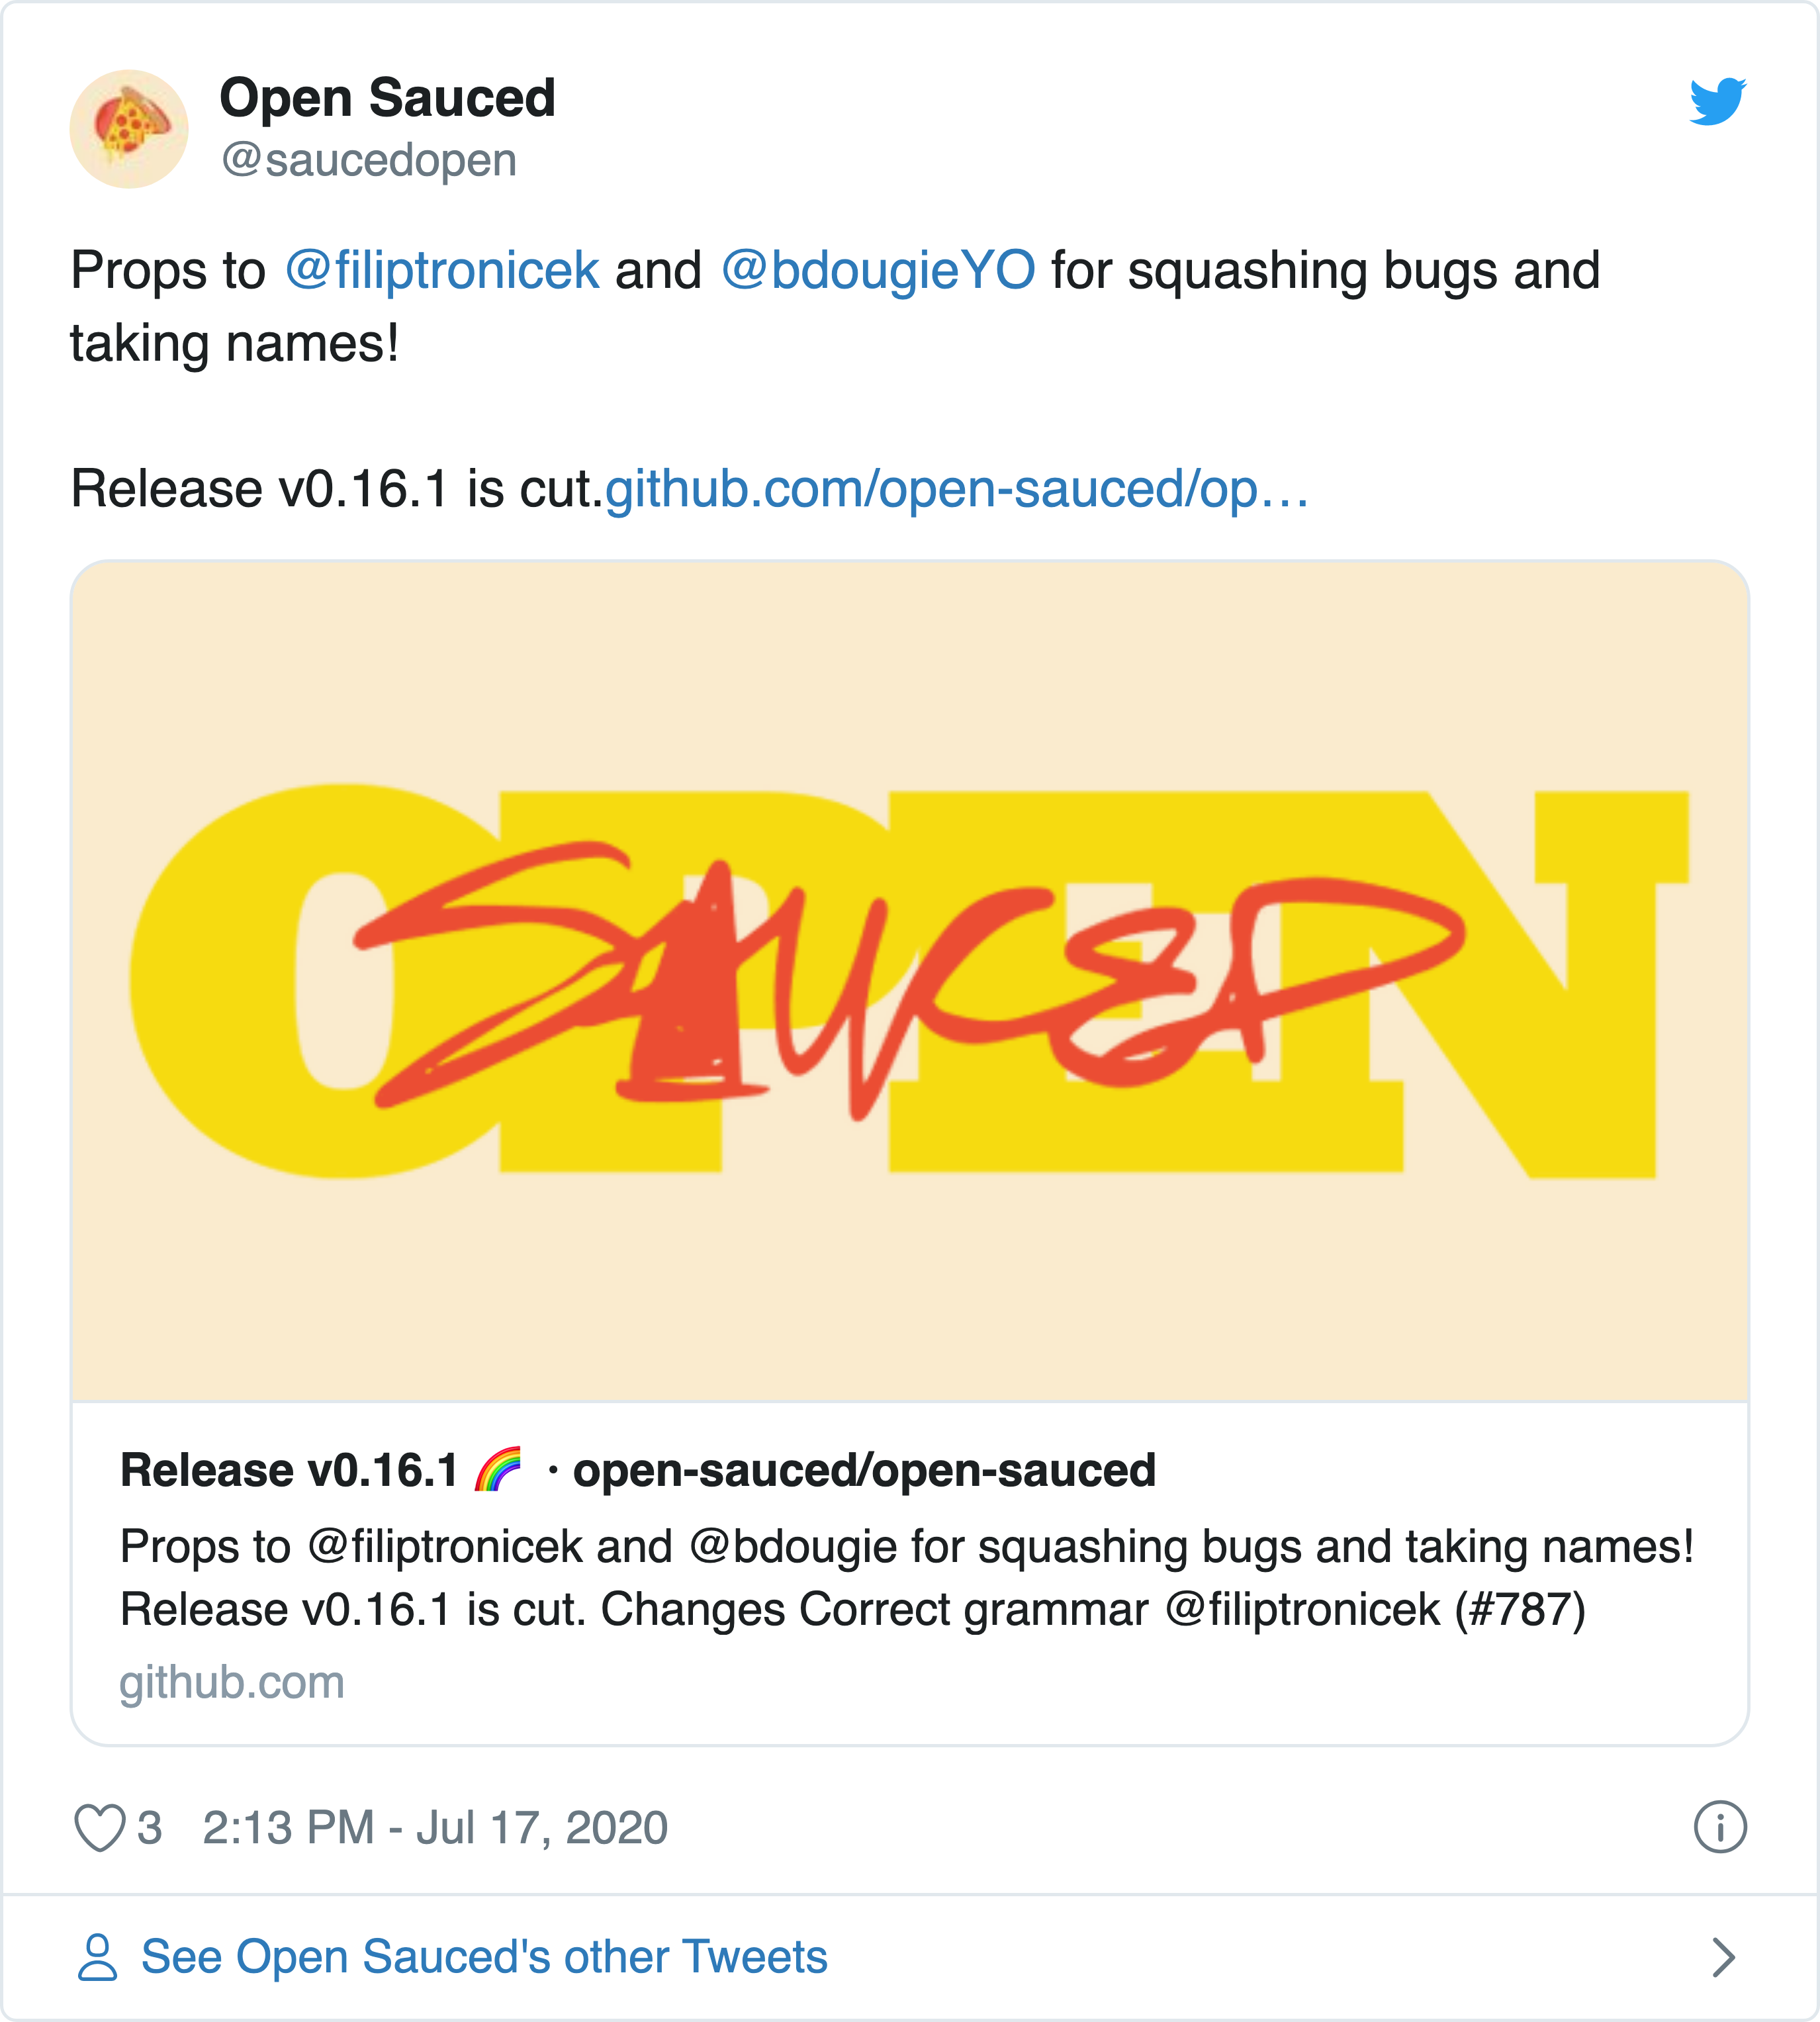 Open Sauced
@saucedopen
Props to @filiptronicek and @bdougieYO for squashing bugs and
taking names!
Release v0.16.1 is cut.github.com/open-sauced/op…
OPEN
SAUCED
Release v0.16.1 🌈 · open-sauced/open-sauced
Props to @filiptronicek and @bdougie for squashing bugs and taking names!
Release v0.16.1 is cut. Changes Correct grammar @filiptronicek (#787)
github.com
3 2:13 PM - Jul 17, 2020
See Open Sauced's other Tweets